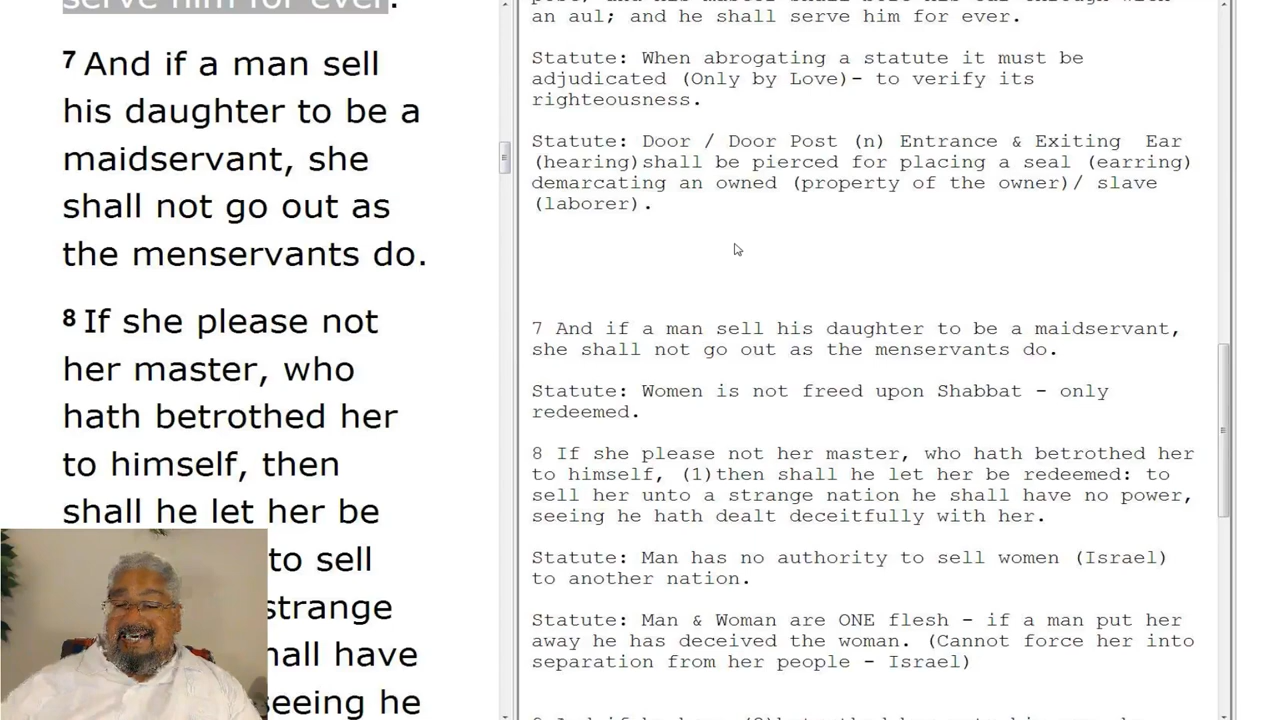 serve him for ever.
7 And if a man sell
his daughter to be a
maidservant, she
shall not go out as
the menservants do.
8 If she please not
her master, who
hath betrothed her
to himself, then
shall he let her be
to sell
strange
hall have
seeing he
an aul; and he shall serve him for ever.
Statute: When abrogating a statute it must be
adjudicated (Only by Love)- to verify its
righteousness.
Statute: Door / Door Post (n) Entrance & Exiting Ear
(hearing)shall be pierced for placing a seal (earring)
demarcating an owned (property of the owner)/ slave
(laborer).
7 And if a man sell his daughter to be a maidservant,
she shall not go out as the menservants do.
Statute: Women is not freed upon Shabbat - only
redeemed.
8 If she please not her master, who hath betrothed her
to himself, (1)then shall he let her be redeemed: to
sell her unto a strange nation he shall have no power,
seeing he hath dealt deceitfully with her.
Statute: Man has no authority to sell women (Israel)
to another nation.
Statute: Man & Woman are ONE flesh - if a man put her
away he has deceived the woman. (Cannot force her into
separation from her people - Israel)